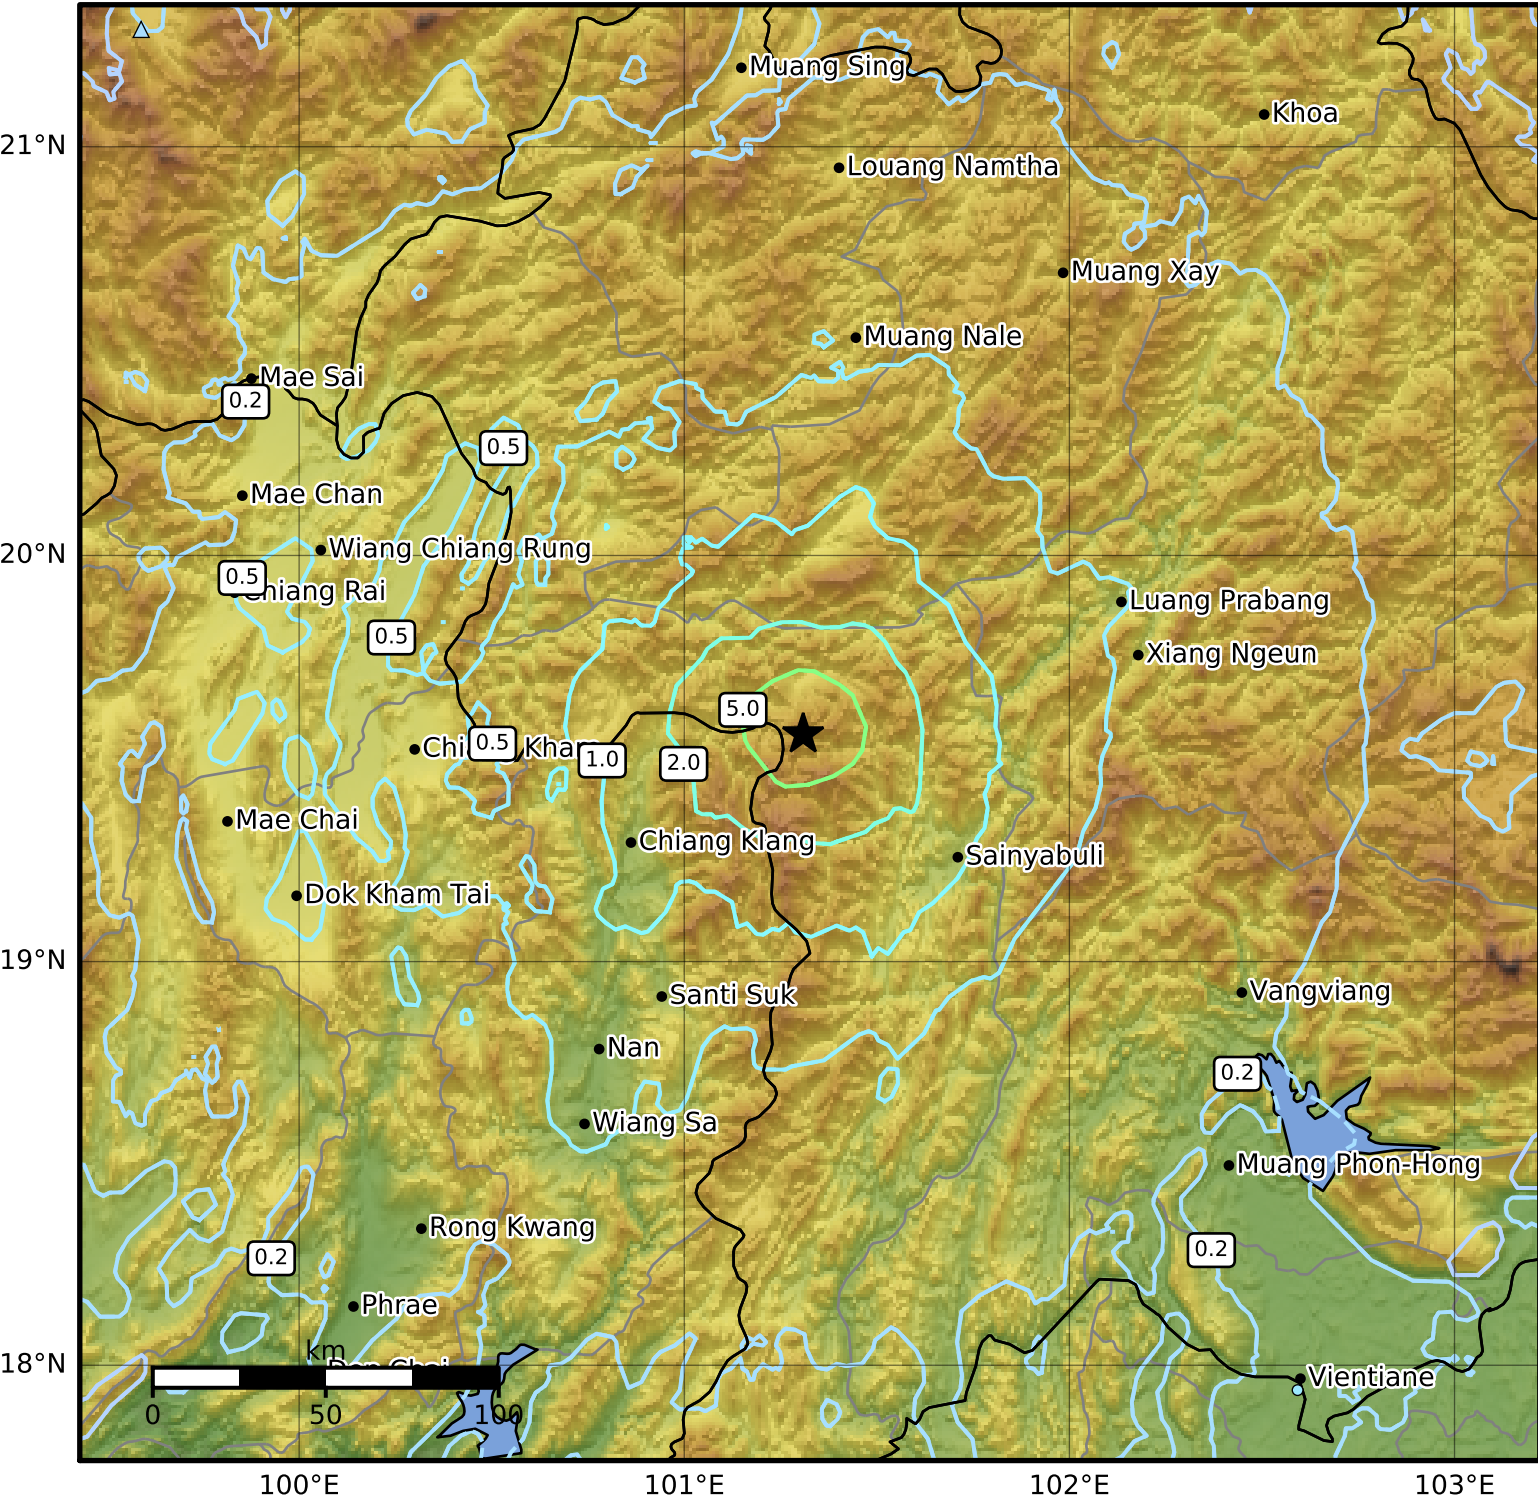 Muang Sing
Khoa
21°N
Louang Namtha
Muang Xay
Muang Nale
Mae Sai
0.2
0.5
Mae Chan
20°N
Wiang Chiang Rung
0.5
Chiang Rai
Luang Prabang
0.5
Xiang Ngeun
5.0
Chiang Kham
0.5
1.0
2.0
Mae Chai
Chiang Klang
Sainyabuli
Dok Kham Tai
19°N
Santi Suk
Vangviang
Nan
0.2
Wiang Sa
Muang Phon-Hong
Rong Kwang
0.2
0.2
Phrae
km
18°N
Vientiane
0
50
100
100°E
101°E
102°E
103°E